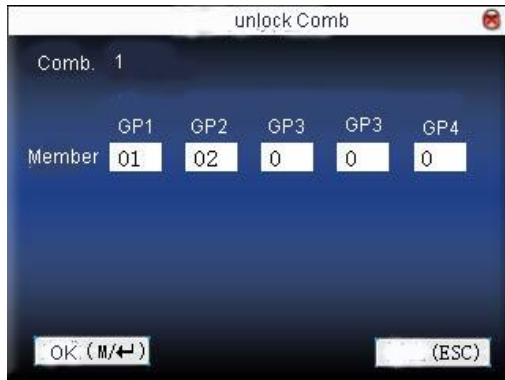 unlock Comb
Comb. 1
GP1 GP2 GP3 GP3 GP4
Member 01 02 0 0 0
OK (M/↵) (ESC)